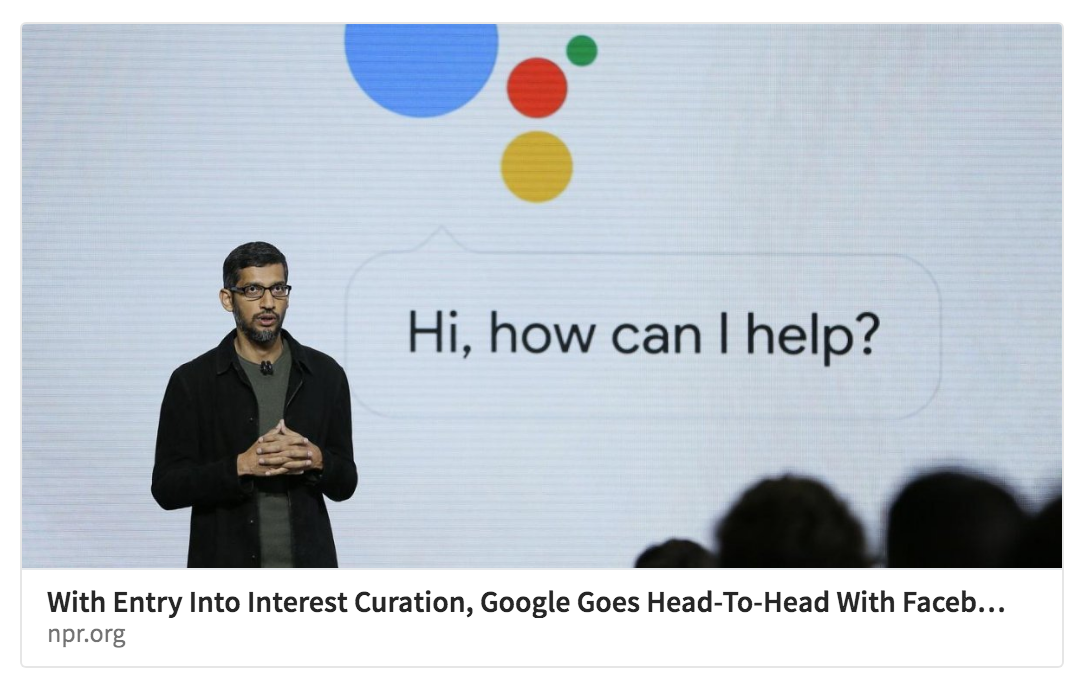 Hi, how can I help?
With Entry Into Interest Curation, Google Goes Head-To-Head With Faceb...
npr.org